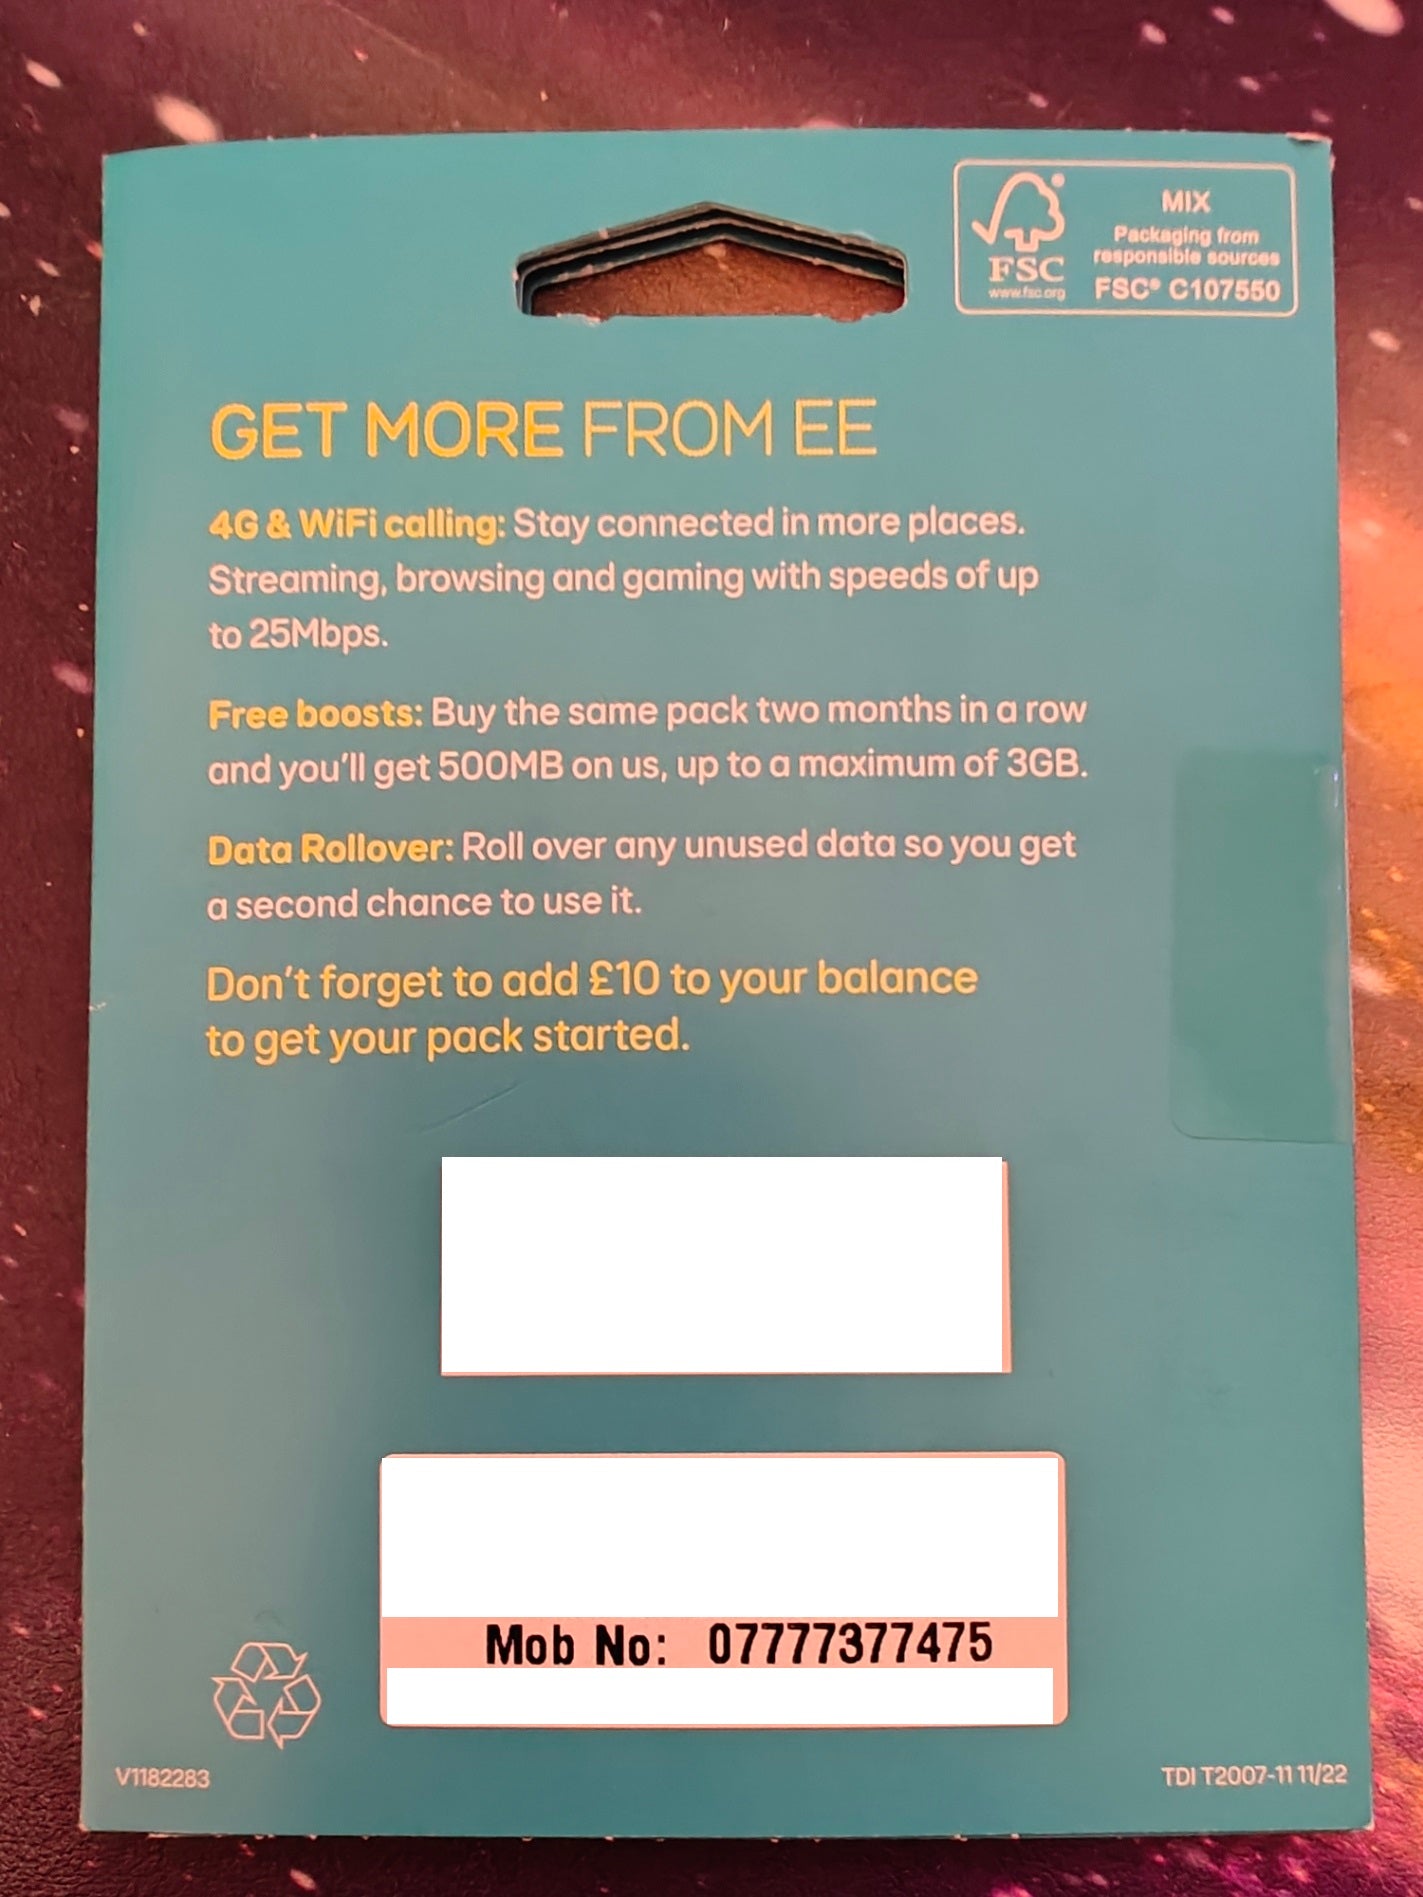 MIX
Packaging from
responsible sources
FSC® C107550
FSC
www.fsc.org
GET MORE FROM EE
4G & WiFi calling: Stay connected in more places.
Streaming, browsing and gaming with speeds of up
to 25Mbps.
Free boosts: Buy the same pack two months in a row
and you'll get 500MB on us, up to a maximum of 3GB.
Data Rollover: Roll over any unused data so you get
a second chance to use it.
Don't forget to add £10 to your balance
to get your pack started.
Mob No: 07777377475
V1182283
TDI T2007-11 11/22